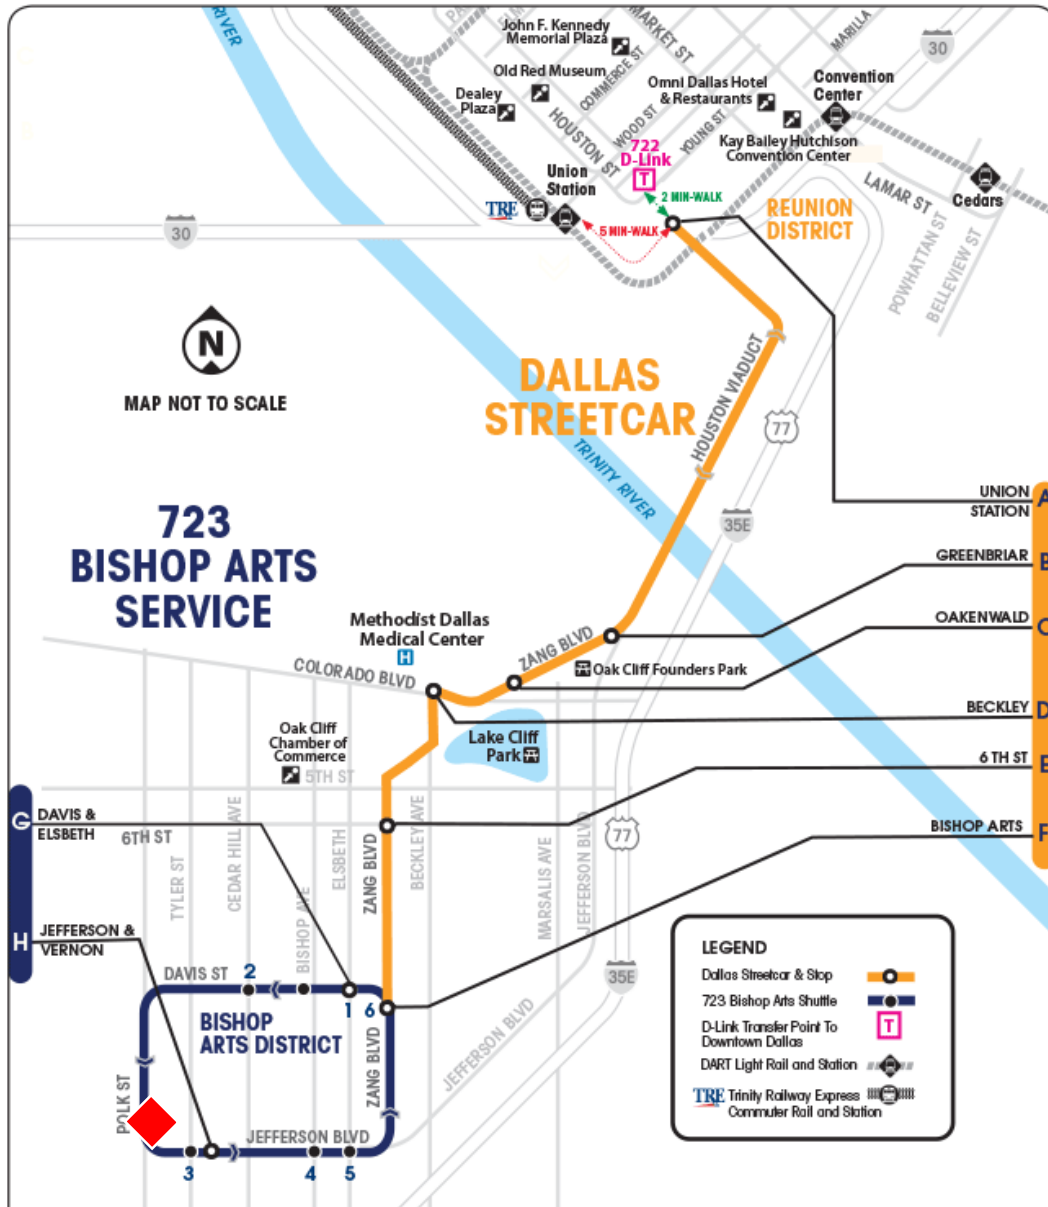 RIVER
PA
ELM
MARKET ST
MARILLA
30
John F. Kennedy
Memorial Plaza
Old Red Museum
COMMERCE ST
Dealey
Plaza
Omni Dallas Hotel
& Restaurants
Convention
Center
HOUSTON ST
WOOD ST
YOUNG ST
Kay Bailey Hutchison
Convention Center
722
D-Link
T
Union
Station
2 MIN-WALK
LAMAR ST
Cedars
TRE
5 MIN-WALK
REUNION
DISTRICT
30
POWHATTAN ST
BELLEVIEW ST
N
MAP NOT TO SCALE
DALLAS
STREETCAR
HOUSTON VIADUCT
77
TRINITY RIVER
35E
UNION
STATION
A
GREENBRIAR
B
OAKENWALD
C
BECKLEY
D
6 TH ST
E
BISHOP ARTS
F
723
BISHOP ARTS
SERVICE
Methodist Dallas
Medical Center
H
COLORADO BLVD
ZANG BLVD
Oak Cliff Founders Park
Oak Cliff
Chamber of
Commerce
5TH ST
Lake Cliff
Park
G
DAVIS &
ELSBETH
6TH ST
H
JEFFERSON &
VERNON
TYLER ST
CEDAR HILL AVE
BISHOP AVE
ELSBETH
ZANG BLVD
BECKLEY AVE
MARSALIS AVE
JEFFERSON BLVD
77
35E
DAVIS ST
2
1
6
BISHOP
ARTS DISTRICT
ZANG BLVD
JEFFERSON BLVD
POLK ST
JEFFERSON BLVD
3
4
5
LEGEND
Dallas Streetcar & Stop
723 Bishop Arts Shuttle
D-Link Transfer Point To
Downtown Dallas
T
DART Light Rail and Station
TRE Trinity Railway Express
Commuter Rail and Station